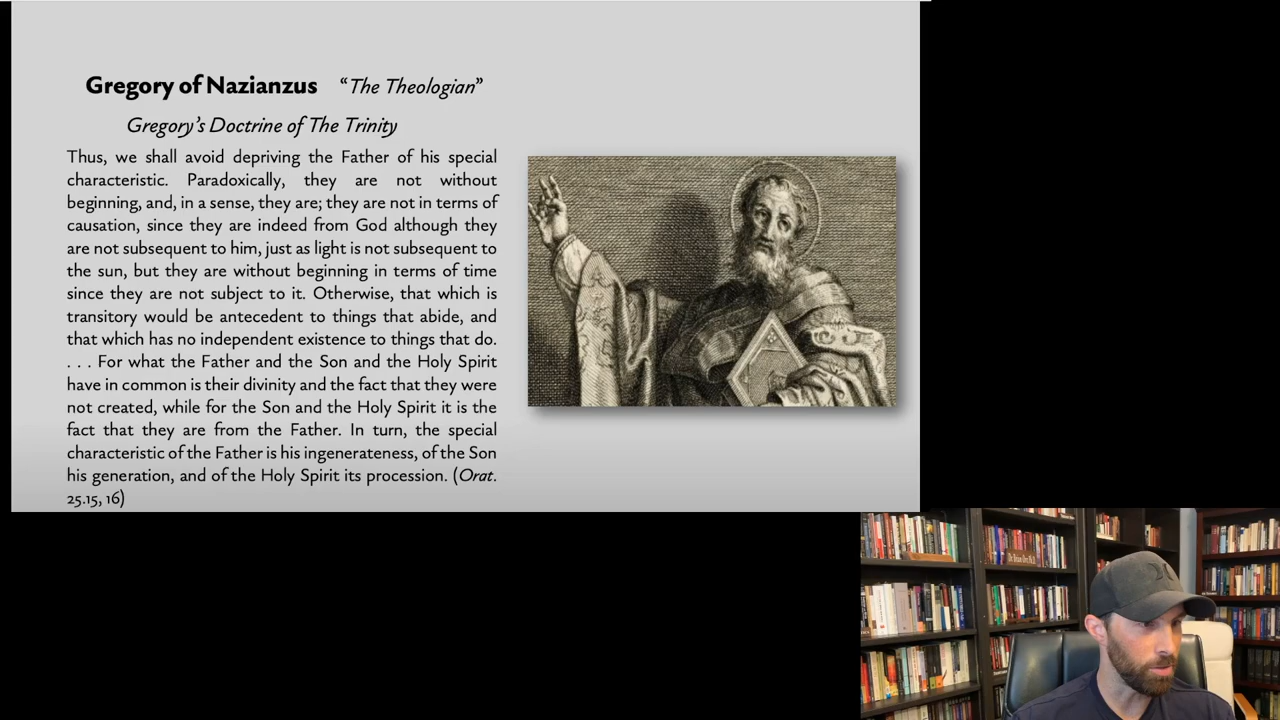 Gregory of Nazianzus “The Theologian”
Gregory’s Doctrine of The Trinity
Thus, we shall avoid depriving the Father of his special
characteristic. Paradoxically, they are not without
beginning, and, in a sense, they are; they are not in terms of
causation, since they are indeed from God although they
are not subsequent to him, just as light is not subsequent to
the sun, but they are without beginning in terms of time
since they are not subject to it. Otherwise, that which is
transitory would be antecedent to things that abide, and
that which has no independent existence to things that do.
. . . For what the Father and the Son and the Holy Spirit
have in common is their divinity and the fact that they were
not created, while for the Son and the Holy Spirit it is the
fact that they are from the Father. In turn, the special
characteristic of the Father is his ingenerateness, of the Son
his generation, and of the Holy Spirit its procession. (Orat.
25.15, 16)